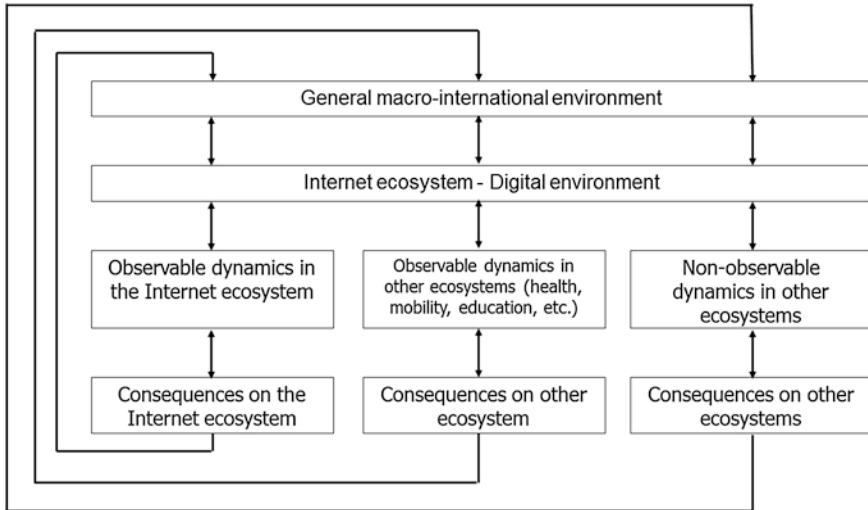 General macro-international environment
Internet ecosystem - Digital environment
Observable dynamics in
the Internet ecosystem
Observable dynamics in
other ecosystems (health,
mobility, education, etc.)
Non-observable
dynamics in other
ecosystems
Consequences on the
Internet ecosystem
Consequences on other
ecosystem
Consequences on other
ecosystems